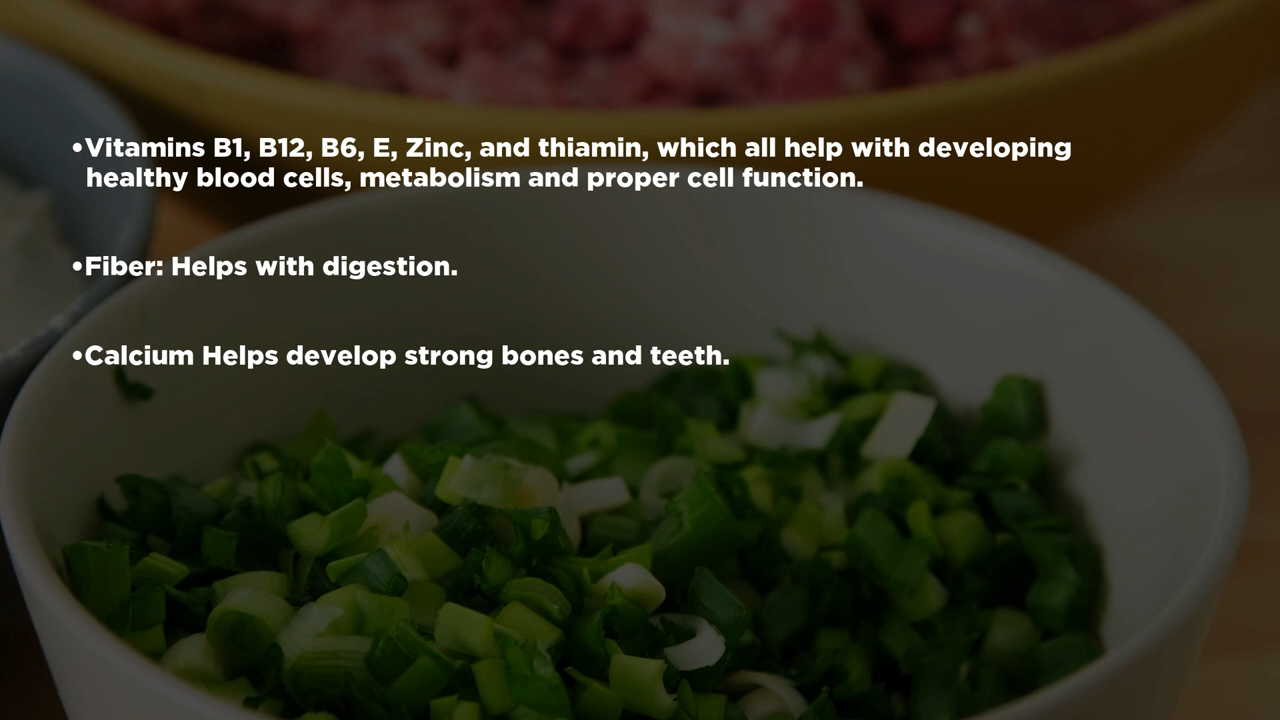 •Vitamins B1, B12, B6, E, Zinc, and thiamin, which all help with developing
healthy blood cells, metabolism and proper cell function.
•Fiber: Helps with digestion.
•Calcium Helps develop strong bones and teeth.